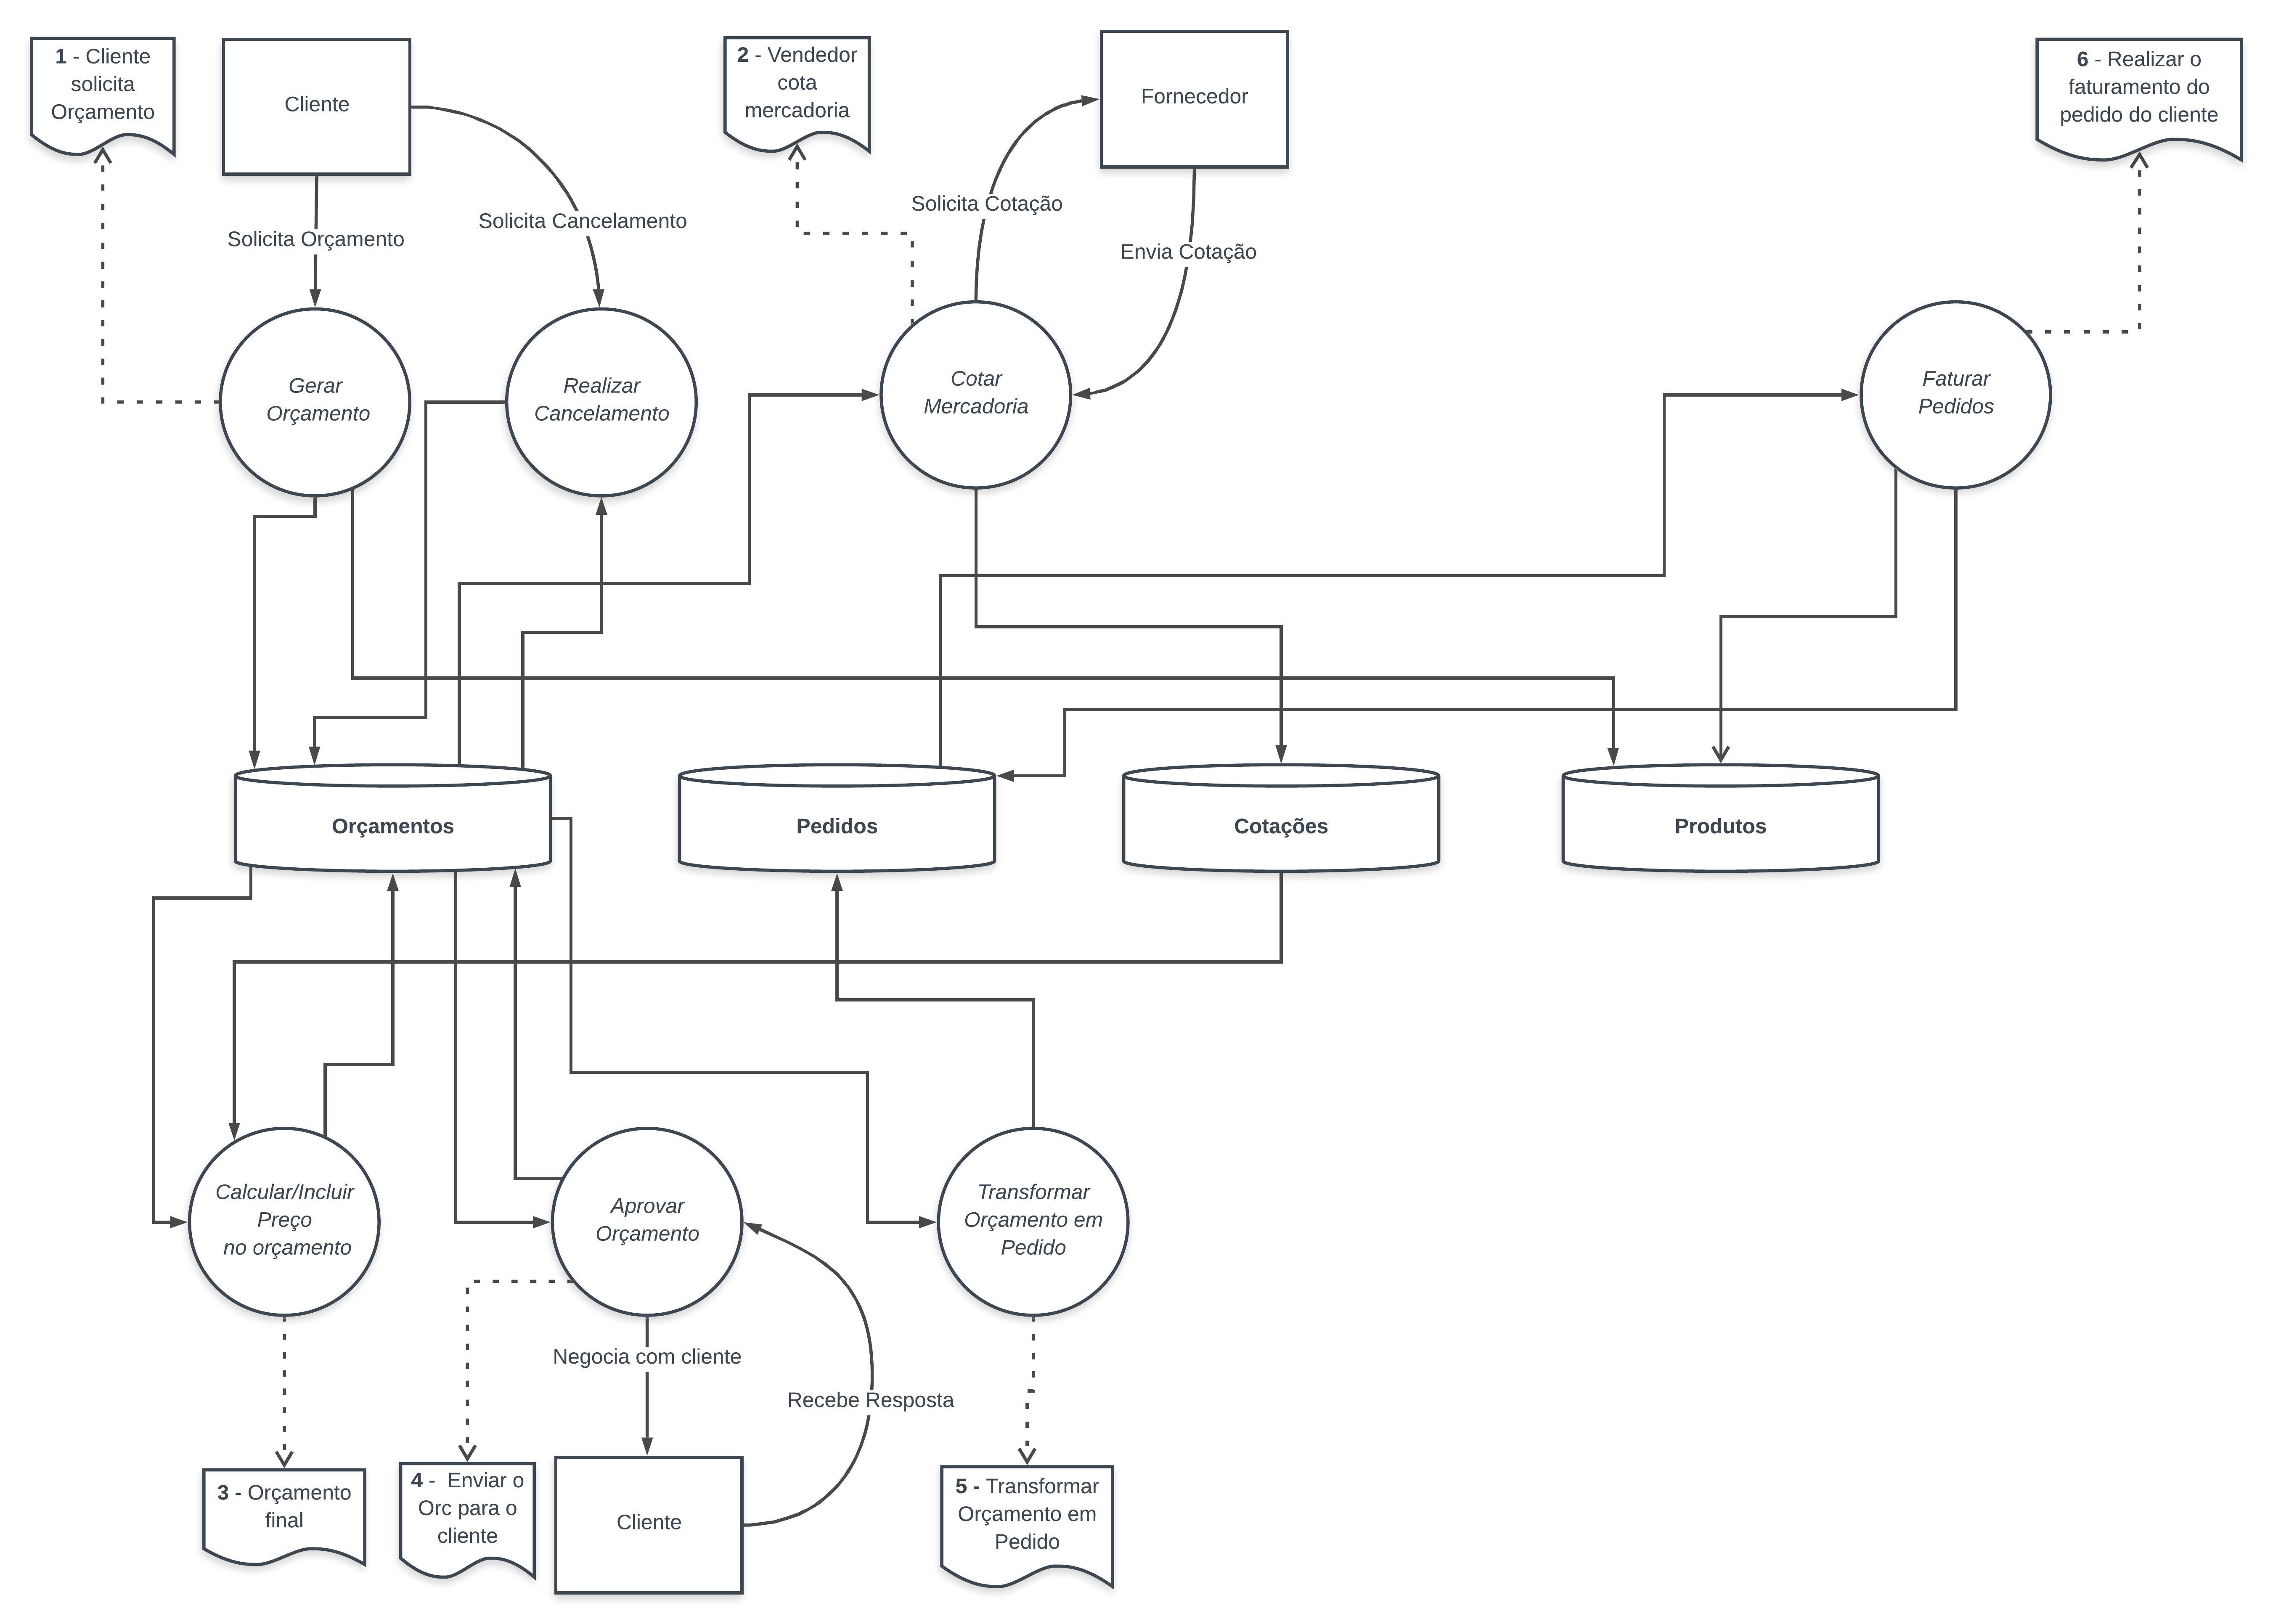 1 - Cliente
solicita
Orçamento
Cliente
2 - Vendedor
cota
mercadoria
Fornecedor
6 - Realizar o
faturamento do
pedido do cliente
Solicita Orçamento
Solicita Cancelamento
Solicita Cotação
Envia Cotação
Gerar
Orçamento
Realizar
Cancelamento
Cotar
Mercadoria
Faturar
Pedidos
Orçamentos
Pedidos
Cotações
Produtos
Calcular/Incluir
Preço
no orçamento
Aprovar
Orçamento
Transformar
Orçamento em
Pedido
Negocia com cliente
Recebe Resposta
3 - Orçamento
final
4 - Enviar o
Orc para o
cliente
Cliente
5 - Transformar
Orçamento em
Pedido